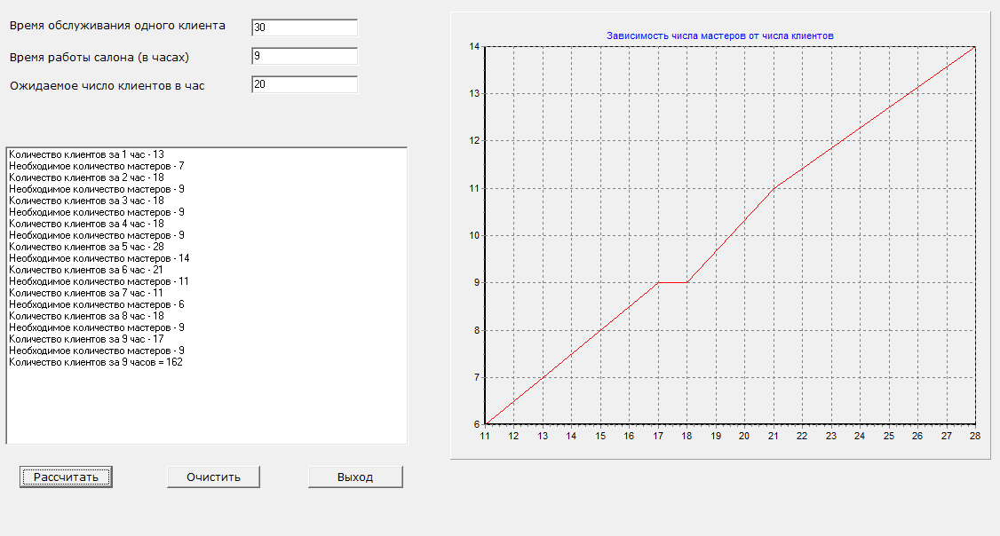 Время обслуживания одного клиента
30
Время работы салона (в часах)
9
Ожидаемое число клиентов в час
20
Количество клиентов за 1 час - 13
Необходимое количество мастеров - 7
Количество клиентов за 2 час - 18
Необходимое количество мастеров - 9
Количество клиентов за 3 час - 18
Необходимое количество мастеров - 9
Количество клиентов за 4 час - 18
Необходимое количество мастеров - 9
Количество клиентов за 5 час - 28
Необходимое количество мастеров - 14
Количество клиентов за 6 час - 21
Необходимое количество мастеров - 11
Количество клиентов за 7 час - 11
Необходимое количество мастеров - 6
Количество клиентов за 8 час - 18
Необходимое количество мастеров - 9
Количество клиентов за 9 час - 17
Необходимое количество мастеров - 9
Количество клиентов за 9 часов = 162
Рассчитать
Очистить
Выход
Зависимость числа мастеров от числа клиентов
14
13
12
11
10
9
8
7
6
11 12 13 14 15 16 17 18 19 20 21 22 23 24 25 26 27 28